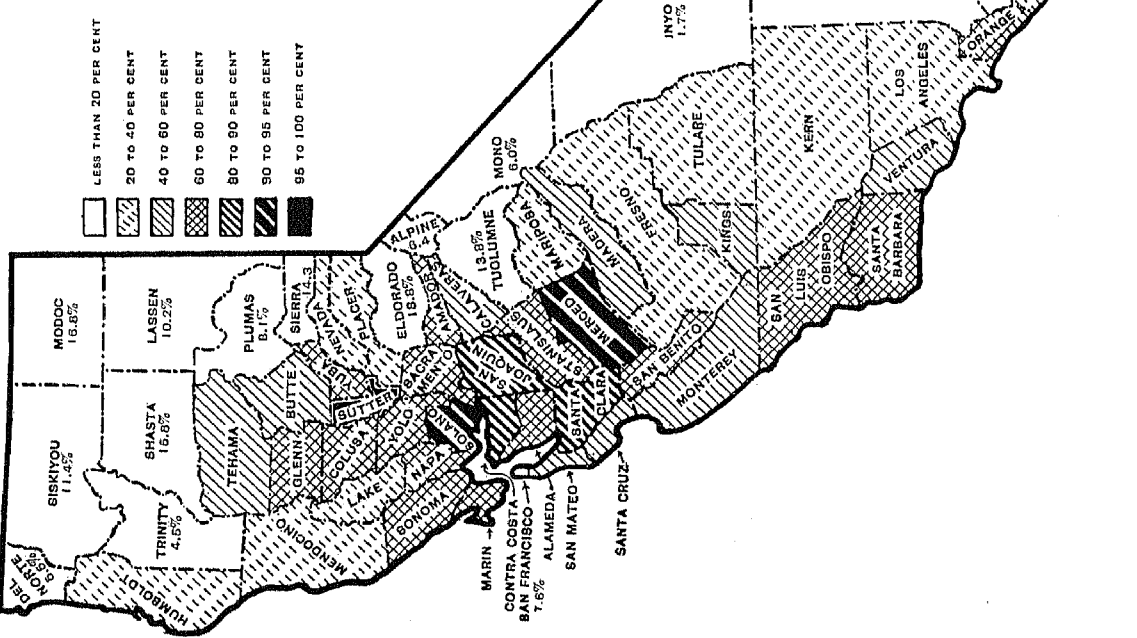 LESS THAN 20 PER CENT
20 TO 40 PER CENT
40 TO 60 PER CENT
60 TO 80 PER CENT
80 TO 90 PER CENT
90 TO 95 PER CENT
95 TO 100 PER CENT
DEL
NORTE
SISKIYOU
11.4%
MODOC
16.8%
HUMBOLDT
TRINITY
4.5%
SHASTA
LASSEN
10.2%
TEHAMA
PLUMAS
8.1%
MENDOCINO
GLENN
BUTTE
SIERRA
14.3
LAKE
COLUSA
SUTTER
YUBA
NEVADA
PLACER
SONOMA
NAPA
YOLO
SACRA
MENTO
ELDORADO
ALPINE
6.4
MARIN
SOLANO
AMADOR
CALAVERAS
CONTRA COSTA
SAN FRANCISCO
7.6%
SAN
JOAQUIN
TUOLUMNE
13.8%
MONO
6.0%
ALAMEDA
STANISLAUS
MARIPOSA
SAN MATEO
SANTA
CLARA
MERCED
MADERA
SANTA CRUZ
SAN BENITO
FRESNO
INYO
1.7%
MONTEREY
KINGS
TULARE
SAN
LUIS
OBISPO
KERN
SANTA
BARBARA
VENTURA
LOS
ANGELES
ORANGE